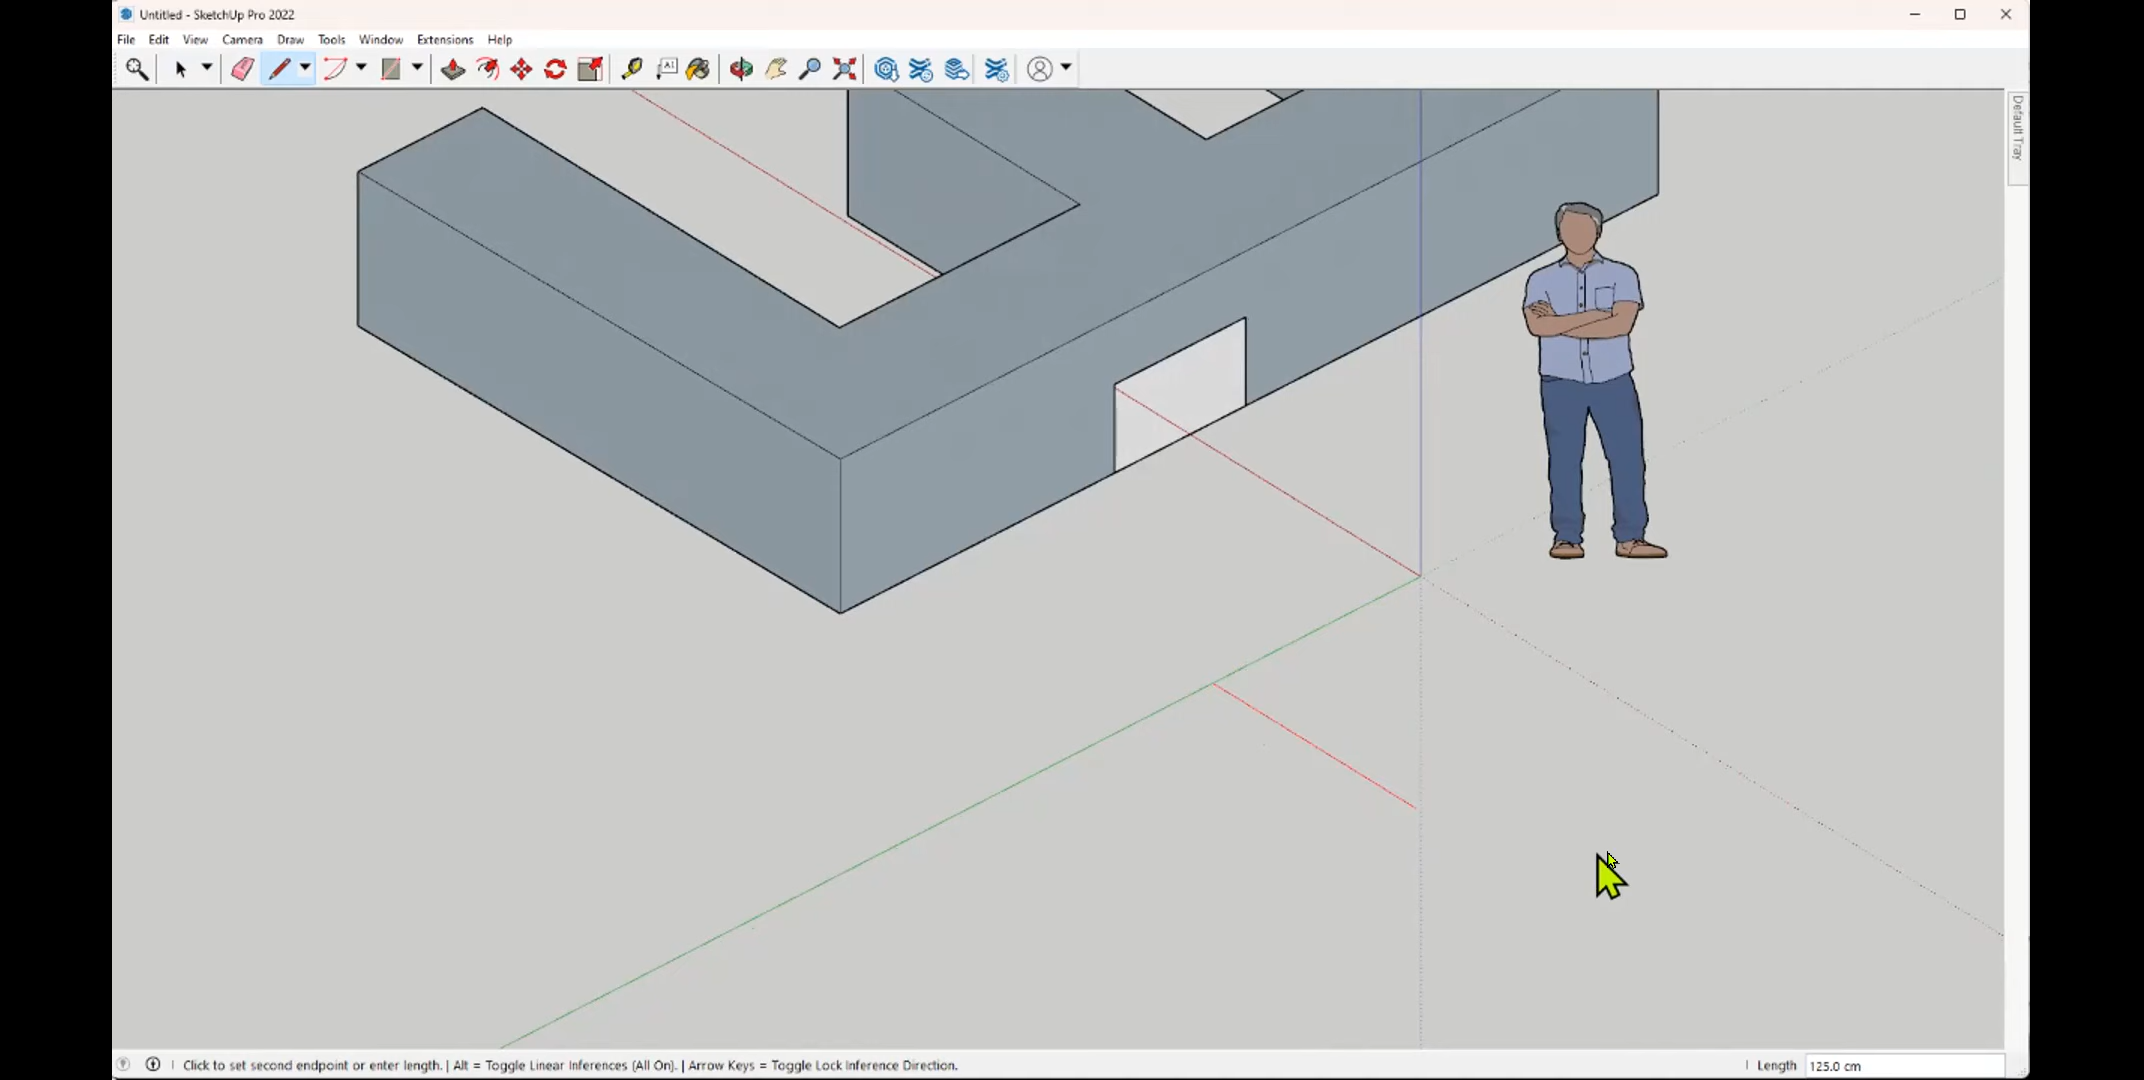 Untitled - SketchUp Pro 2022
File Edit View Camera Draw Tools Window Extensions Help
A1
Default Tray
Click to set second endpoint or enter length. | Alt = Toggle Linear Inferences (All On). | Arrow Keys = Toggle Lock Inference Direction.
Length 125.0 cm